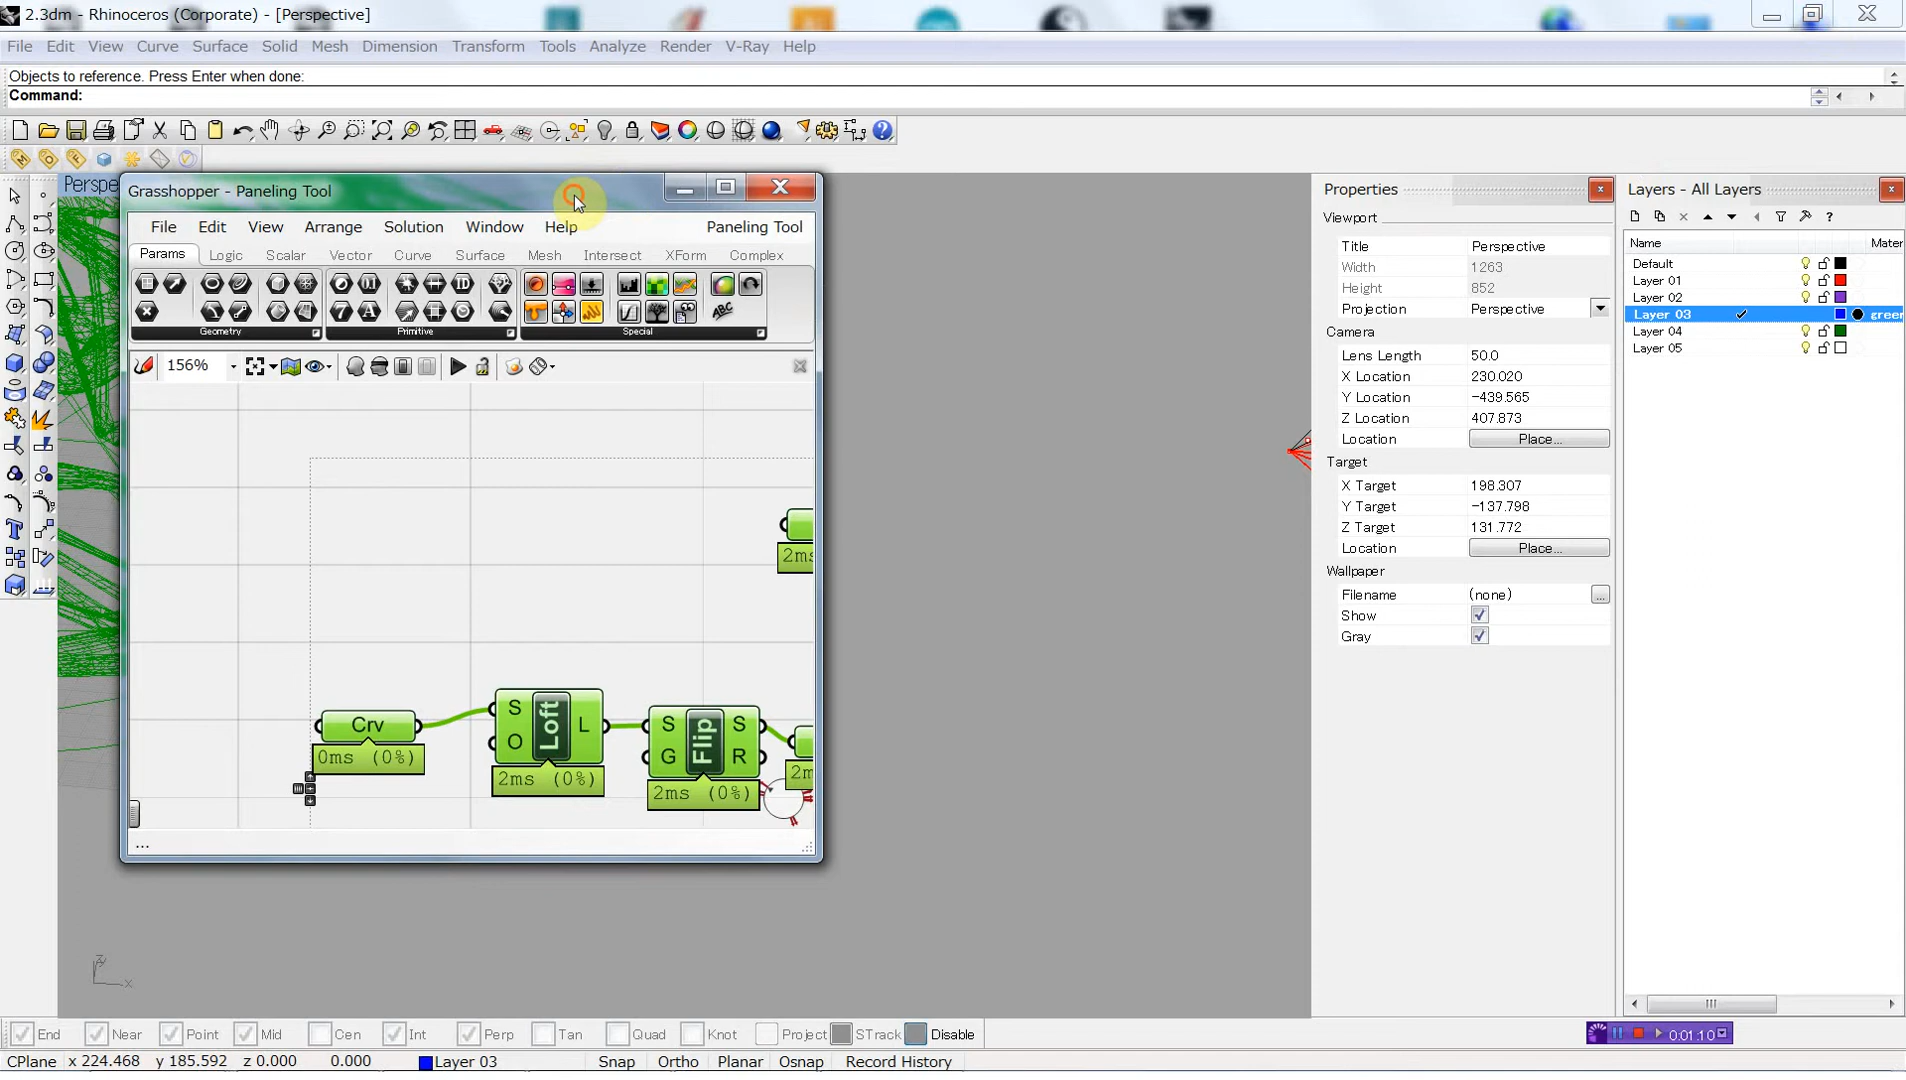 2.3dm - Rhinoceros (Corporate) - [Perspective]
File Edit View Curve Surface Solid Mesh Dimension Transform Tools Analyze Render V-Ray Help
Objects to reference. Press Enter when done:
Command:
Perspe
Grasshopper - Paneling Tool
File Edit View Arrange Solution Window Help Paneling Tool
Params Logic Scalar Vector Curve Surface Mesh Intersect XForm Complex
Geometry Primitive Special
156%
2ms
Crv
0ms (0%)
S O Loft L
2ms (0%)
S G Flip S R
2ms (0%)
2m
...
Properties
Viewport
Title Perspective
Width 1263
Height 852
Projection Perspective
Camera
Lens Length 50.0
X Location 230.020
Y Location -439.565
Z Location 407.873
Location Place...
Target
X Target 198.307
Y Target -137.798
Z Target 131.772
Location Place...
Wallpaper
Filename (none) ...
Show
Gray
Layers - All Layers
Name Mater
Default
Layer 01
Layer 02
Layer 03 greer
Layer 04
Layer 05
z
x
End Near Point Mid Cen Int Perp Tan Quad Knot Project STrack Disable
0:01:10
CPlane x 224.468 y 185.592 z 0.000 0.000 Layer 03 Snap Ortho Planar Osnap Record History